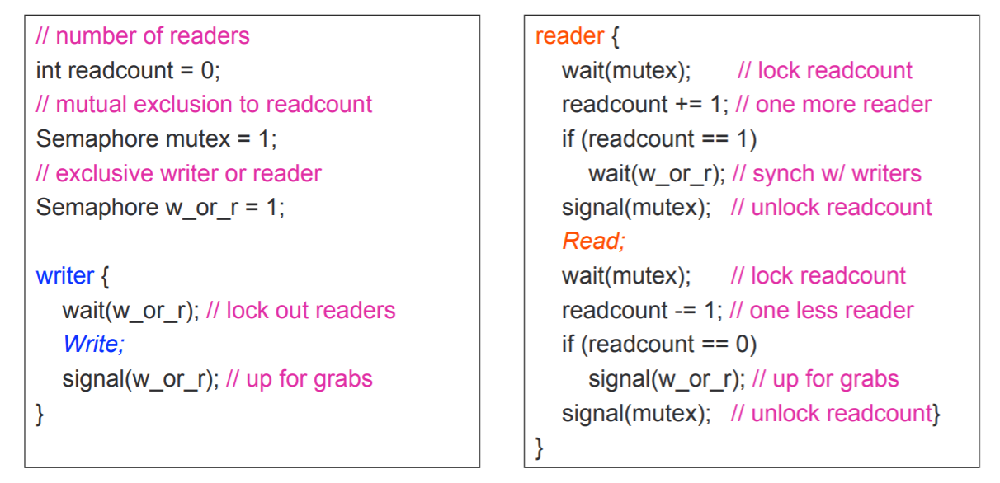 // number of readers
int readcount = 0;
// mutual exclusion to readcount
Semaphore mutex = 1;
// exclusive writer or reader
Semaphore w_or_r = 1;
writer {
wait(w_or_r); // lock out readers
Write;
signal(w_or_r); // up for grabs
}
reader {
wait(mutex); // lock readcount
readcount += 1; // one more reader
if (readcount == 1)
wait(w_or_r); // synch w/ writers
signal(mutex); // unlock readcount
Read;
wait(mutex); // lock readcount
readcount -= 1; // one less reader
if (readcount == 0)
signal(w_or_r); // up for grabs
signal(mutex); // unlock readcount}
}